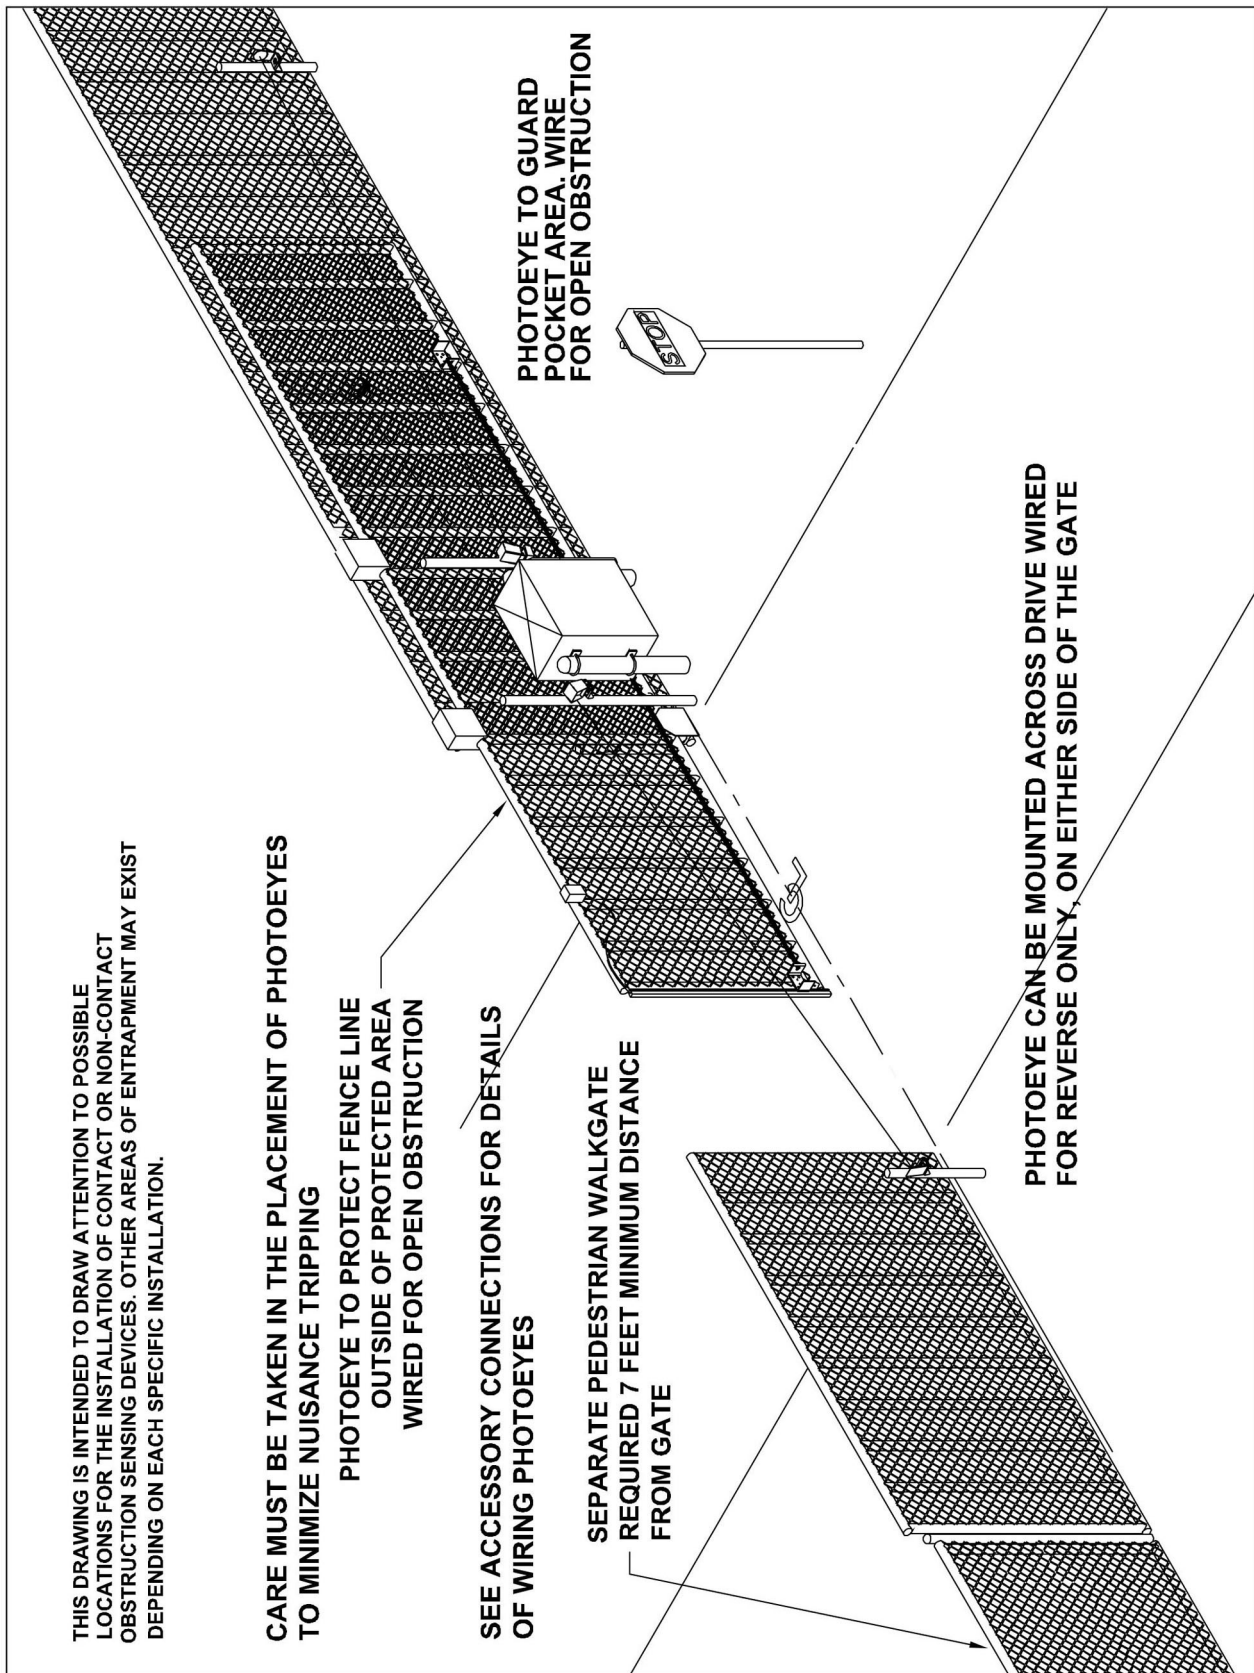 THIS DRAWING IS INTENDED TO DRAW ATTENTION TO POSSIBLE
LOCATIONS FOR THE INSTALLATION OF CONTACT OR NON-CONTACT
OBSTRUCTION SENSING DEVICES. OTHER AREAS OF ENTRAPMENT MAY EXIST
DEPENDING ON EACH SPECIFIC INSTALLATION.
CARE MUST BE TAKEN IN THE PLACEMENT OF PHOTOEYES
TO MINIMIZE NUISANCE TRIPPING
PHOTOEYE TO PROTECT FENCE LINE
OUTSIDE OF PROTECTED AREA
WIRED FOR OPEN OBSTRUCTION
SEE ACCESSORY CONNECTIONS FOR DETAILS
OF WIRING PHOTOEYES
SEPARATE PEDESTRIAN WALKGATE
REQUIRED 7 FEET MINIMUM DISTANCE
FROM GATE
PHOTOEYE TO GUARD
POCKET AREA. WIRE
FOR OPEN OBSTRUCTION
STOP
PHOTOEYE CAN BE MOUNTED ACROSS DRIVE WIRED
FOR REVERSE ONLY, ON EITHER SIDE OF THE GATE